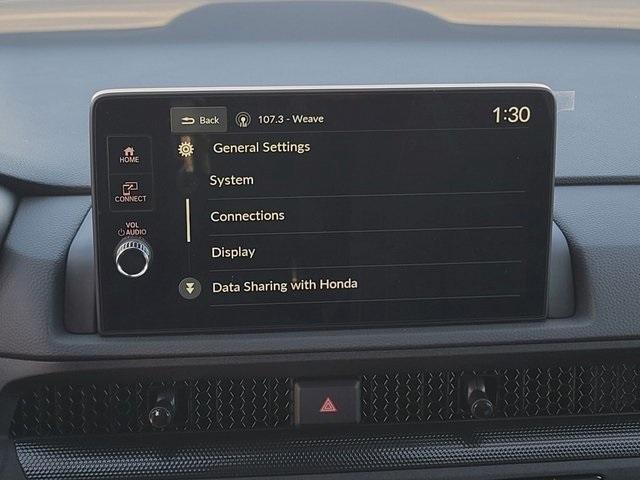 Back 107.3 - Weave 1:30
General Settings
HOME
System
CONNECT
Connections
VOL
AUDIO
Display
Data Sharing with Honda